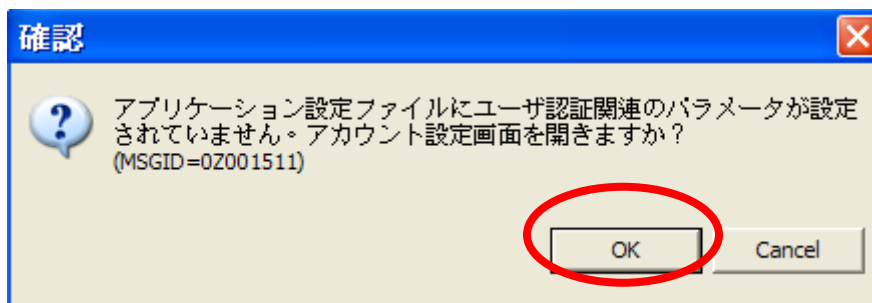 確認
アプリケーション設定ファイルにユーザ認証関連のパラメータが設定
されていません。アカウント設定画面を開きますか？
(MSGID=0Z001511)
OK
Cancel